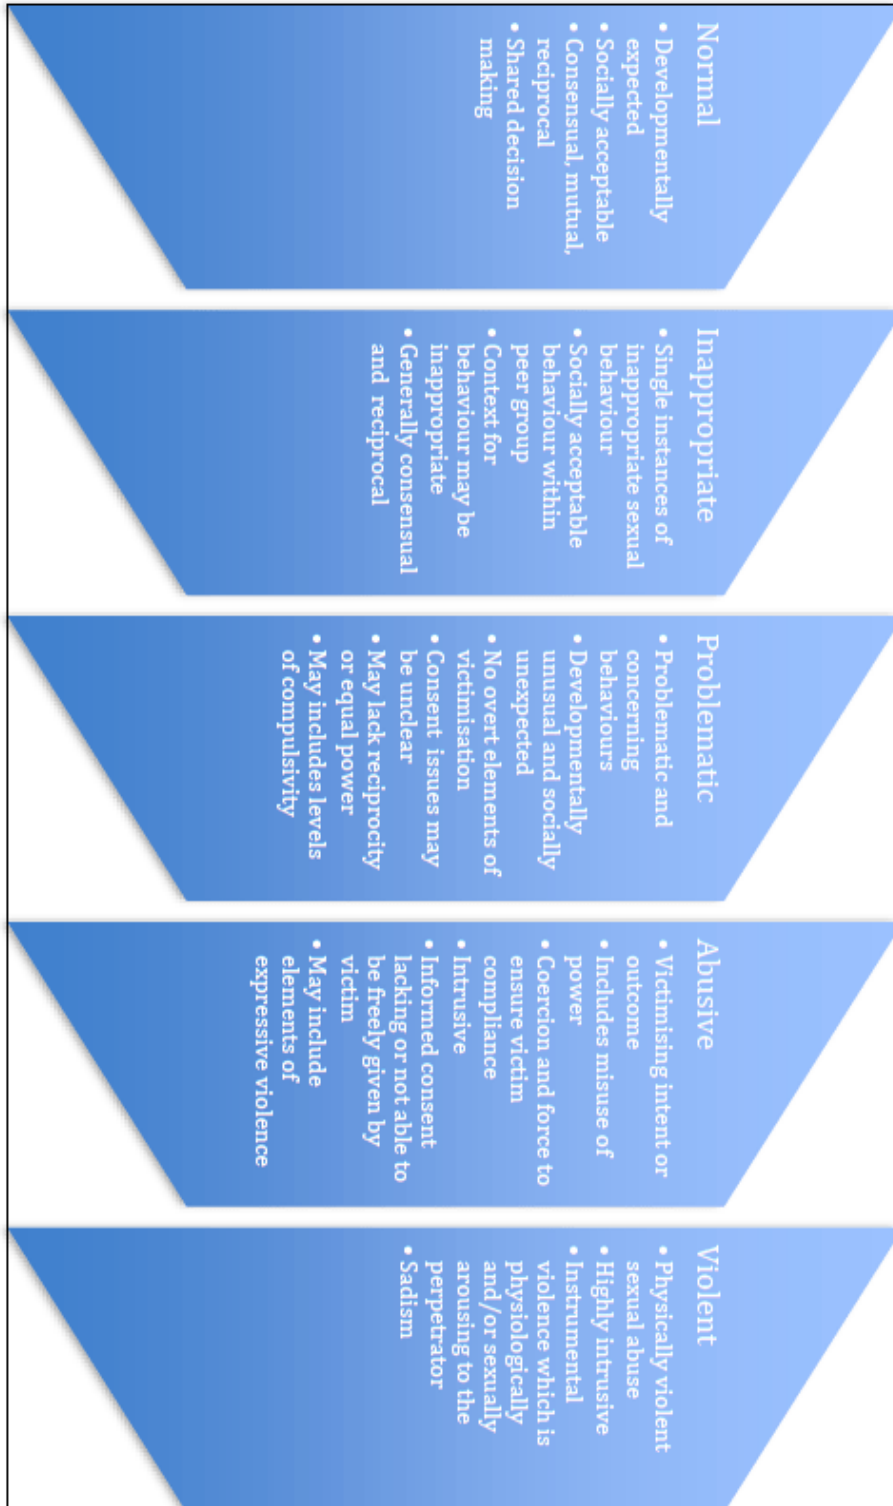 Normal
• Developmentally
expected
• Socially acceptable
• Consensual, mutual,
reciprocal
• Shared decision
making
Inappropriate
• Single instances of
inappropriate sexual
behaviour
• Socially acceptable
behaviour within
peer group
• Context for
behaviour may be
inappropriate
• Generally consensual
and reciprocal
Problematic
• Problematic and
concerning
behaviours
• Developmentally
unusual and socially
unexpected
• No overt elements of
victimisation
• Consent issues may
be unclear
• May lack reciprocity
or equal power
• May includes levels
of compulsivity
Abusive
• Victimising intent or
outcome
• Includes misuse of
power
• Coercion and force to
ensure victim
compliance
• Intrusive
• Informed consent
lacking or not able to
be freely given by
victim
• May include
elements of
expressive violence
Violent
• Physically violent
sexual abuse
• Highly intrusive
• Instrumental
violence which is
physiologically
and/or sexually
arousing to the
perpetrator
• Sadism